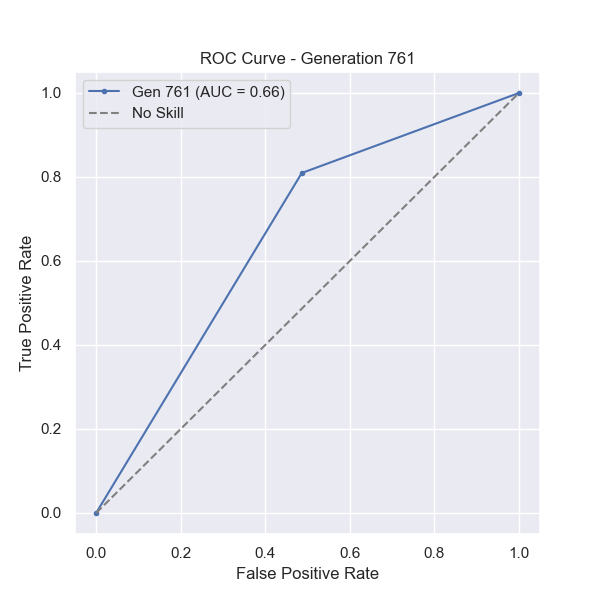 ROC Curve - Generation 761
Gen 761 (AUC = 0.66)
No Skill
1.0
0.8
0.6
0.4
0.2
0.0
True Positive Rate
0.0 0.2 0.4 0.6 0.8 1.0
False Positive Rate